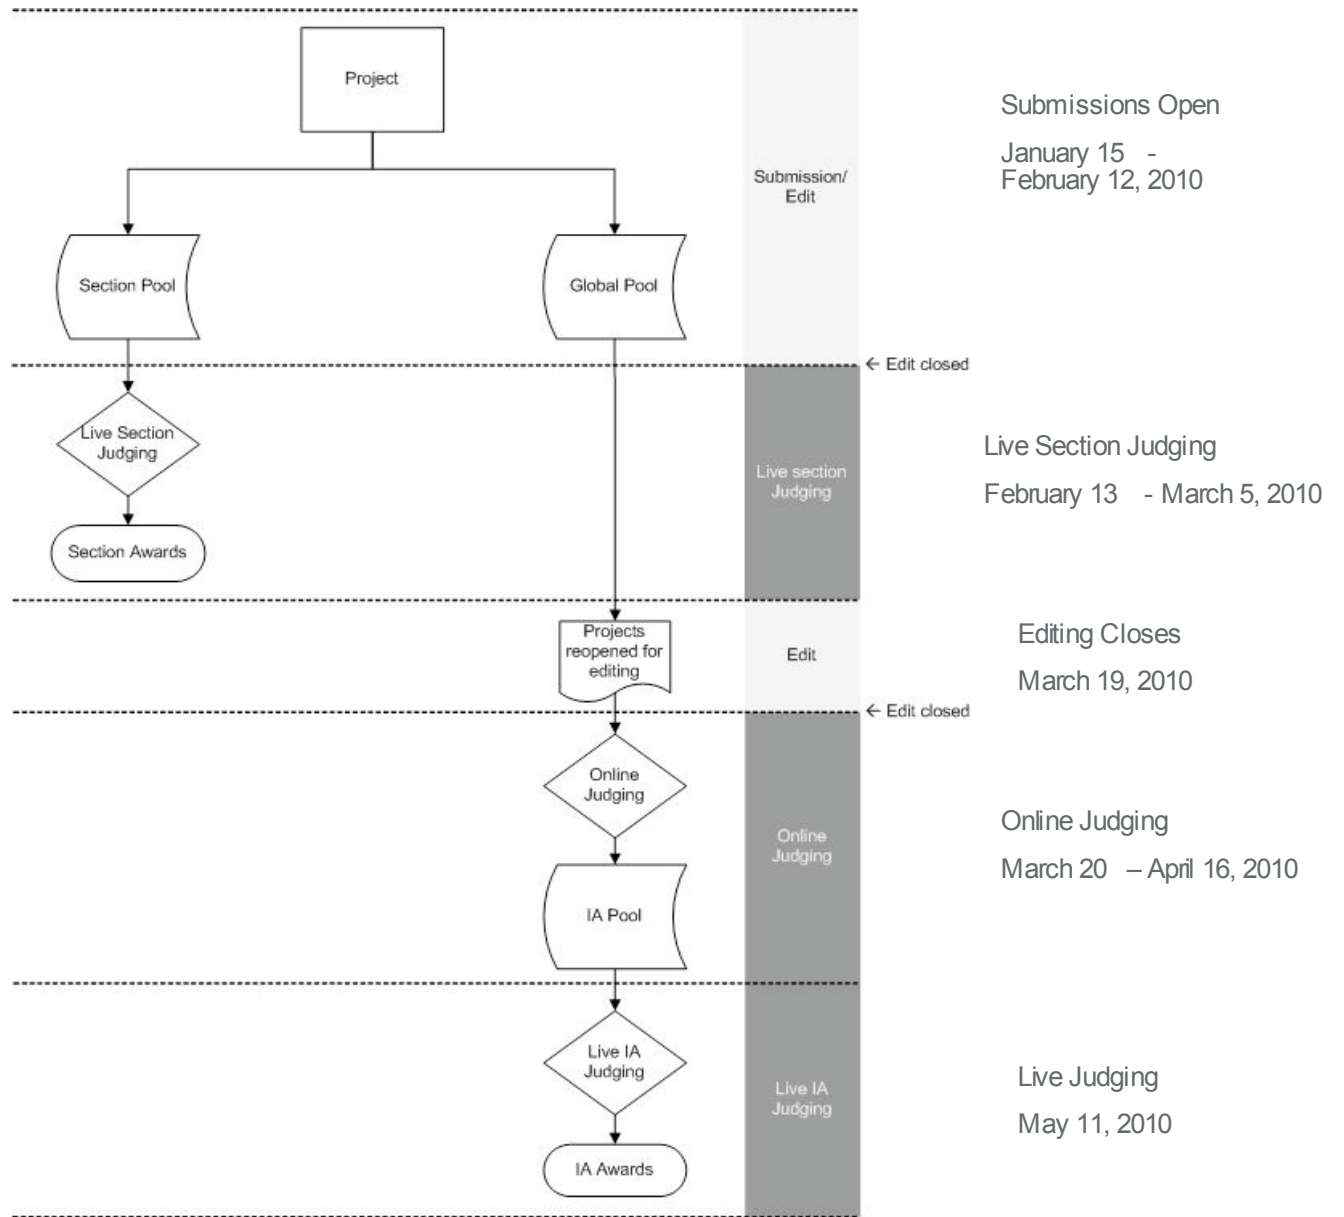 Project
Submissions Open
January 15 -
February 12, 2010
Submission/
Edit
Section Pool
Global Pool
← Edit closed
Live Section
Judging
Live section
Judging
Live Section Judging
February 13 - March 5, 2010
Section Awards
Projects
reopened for
editing
Edit
Editing Closes
March 19, 2010
← Edit closed
Online
Judging
Online
Judging
Online Judging
March 20 – April 16, 2010
IA Pool
Live IA
Judging
Live IA
Judging
Live Judging
May 11, 2010
IA Awards